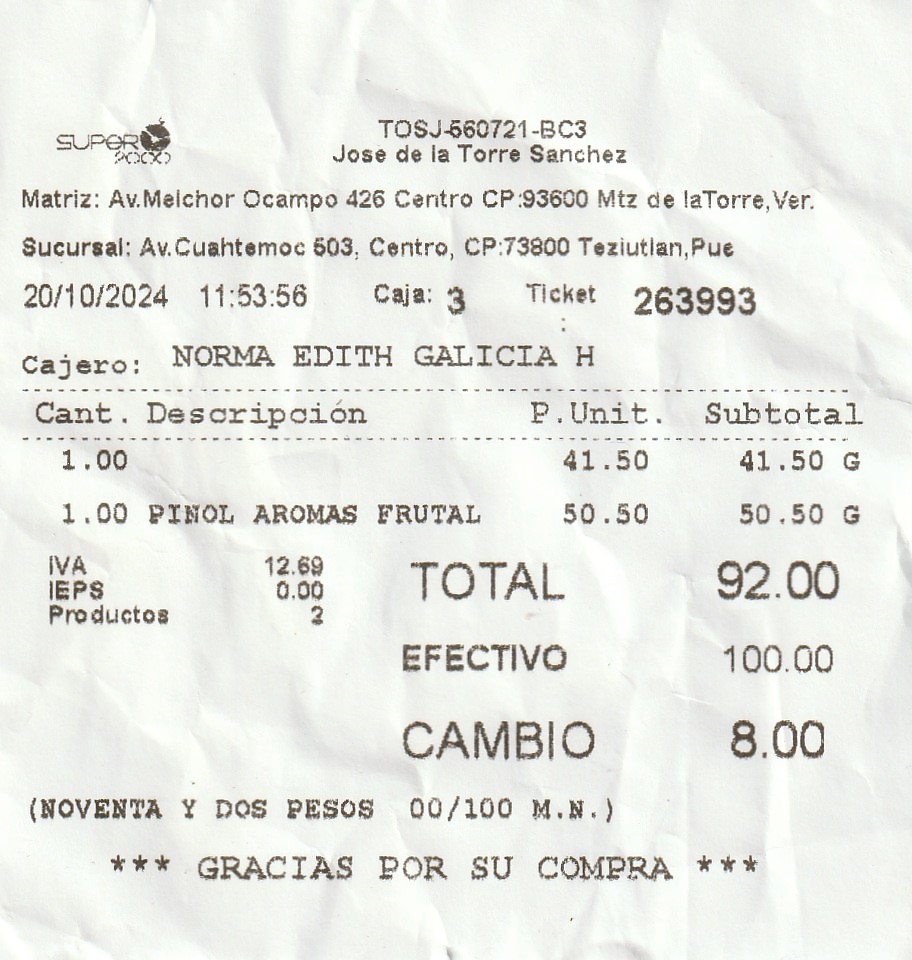 SUPER 2000
TOSJ-560721-BC3
Jose de la Torre Sanchez
Matriz: Av.Melchor Ocampo 426 Centro CP:93600 Mtz de laTorre,Ver.
Sucursal: Av.Cuahtemoc 503, Centro, CP:73800 Teziutlan,Pue
20/10/2024 11:53:56 Caja: 3 Ticket : 263993
Cajero: NORMA EDITH GALICIA H
Cant. Descripción P.Unit. Subtotal
1.00 41.50 41.50 G
1.00 PINOL AROMAS FRUTAL 50.50 50.50 G
IVA 12.69
IEPS 0.00
Productos 2
TOTAL 92.00
EFECTIVO 100.00
CAMBIO 8.00
(NOVENTA Y DOS PESOS 00/100 M.N.)
*** GRACIAS POR SU COMPRA ***